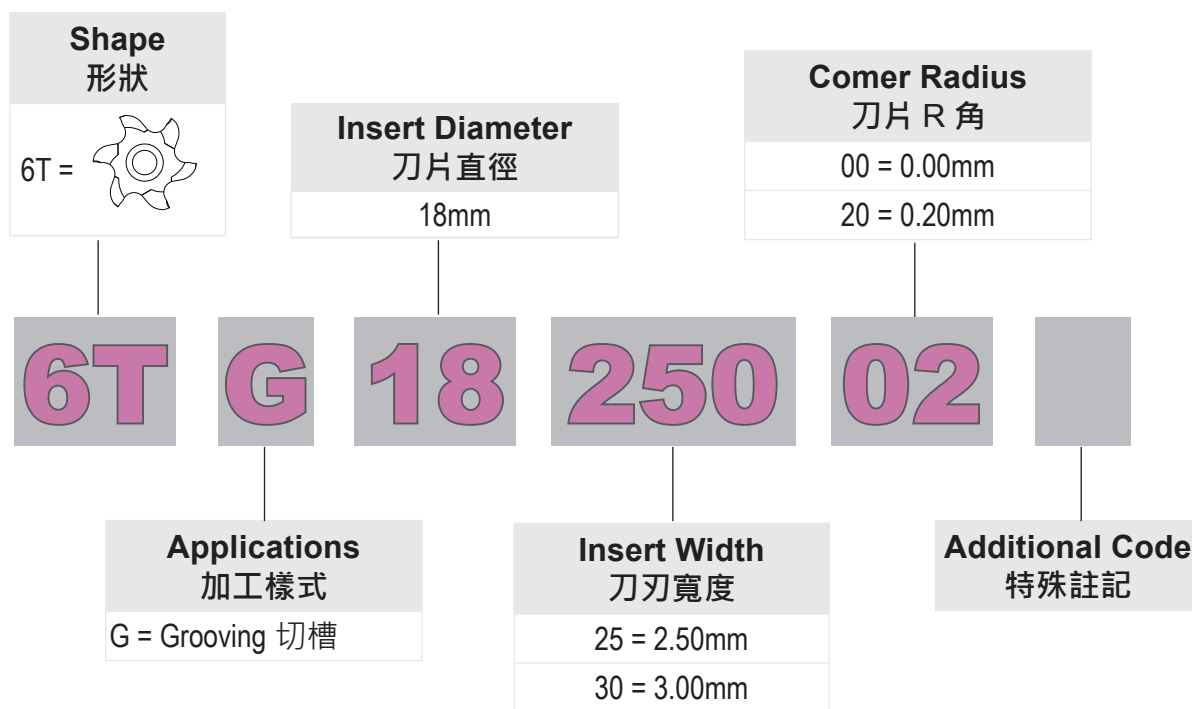 Shape
形狀
6T =
Insert Diameter
刀片直徑
18mm
Comer Radius
刀片 R 角
00 = 0.00mm
20 = 0.20mm
6T G 18 250 02
Applications
加工樣式
G = Grooving 切槽
Insert Width
刀刃寬度
25 = 2.50mm
30 = 3.00mm
Additional Code
特殊註記